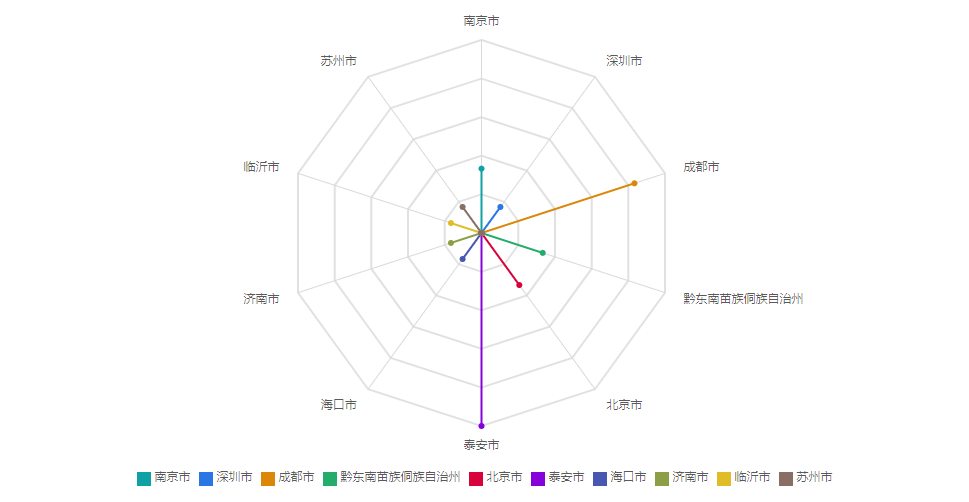 南京市
苏州市
深圳市
临沂市
成都市
济南市
黔东南苗族侗族自治州
海口市
北京市
泰安市
南京市 深圳市 成都市 黔东南苗族侗族自治州 北京市 泰安市 海口市 济南市 临沂市 苏州市